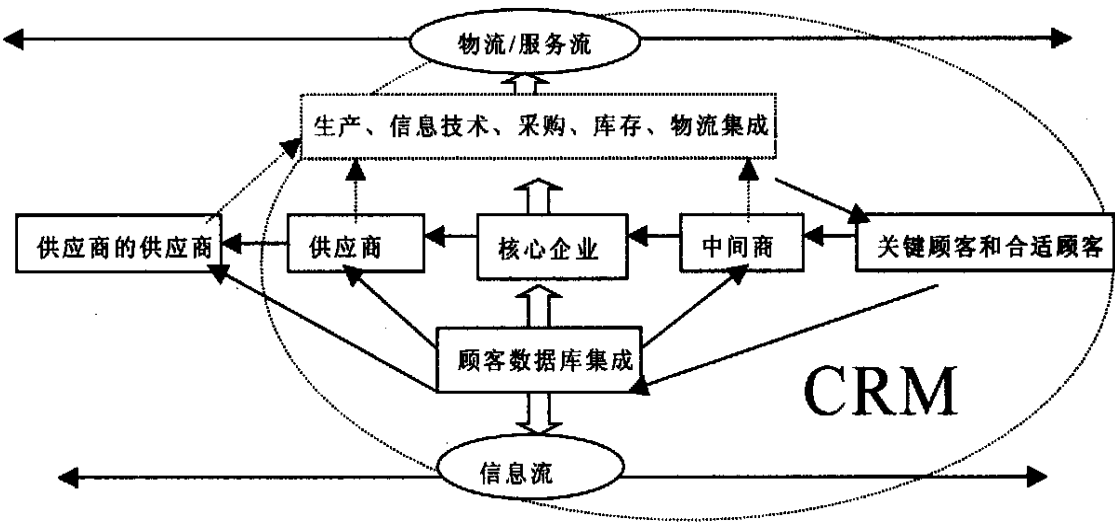 物流/服务流
生产、信息技术、采购、库存、物流集成
供应商的供应商
供应商
核心企业
中间商
关键顾客和合适顾客
顾客数据库集成
CRM
信息流